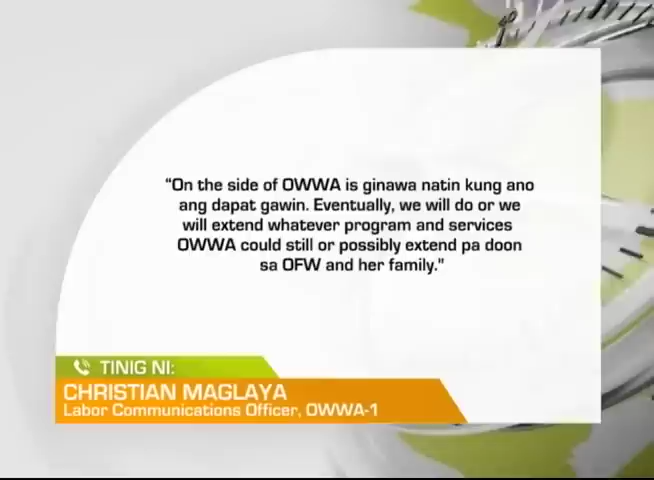 "On the side of OWWA is ginawa natin kung ano
ang dapat gawin. Eventually, we will do or we
will extend whatever program and services
OWWA could still or possibly extend pa doon
sa OFW and her family."
TINIG NI:
CHRISTIAN MAGLAYA
Labor Communications Officer, OWWA-1